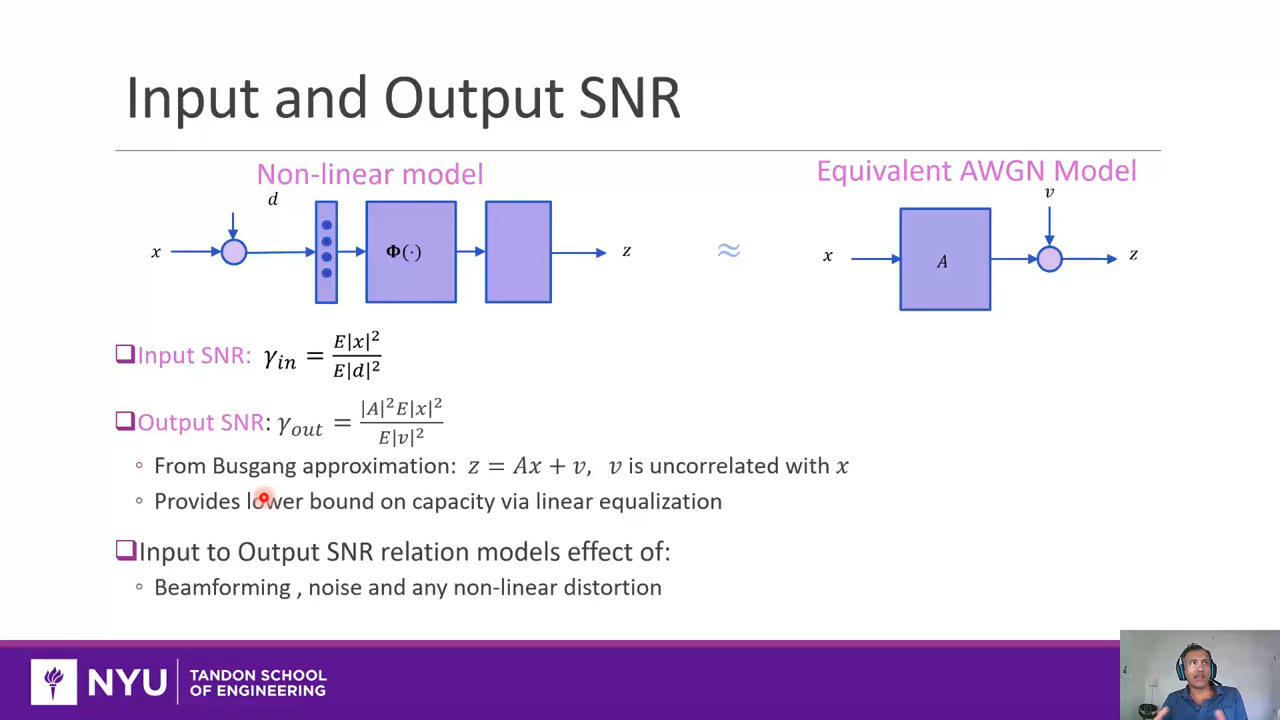 Input and Output SNR
Non-linear model
Equivalent AWGN Model
d
v
x
Φ(·)
z
≈
x
A
z
Input SNR: γ_in = E|x|² / E|d|²
Output SNR: γ_out = |A|²E|x|² / E|v|²
◦ From Busgang approximation: z = Ax + v, v is uncorrelated with x
◦ Provides lower bound on capacity via linear equalization
Input to Output SNR relation models effect of:
◦ Beamforming , noise and any non-linear distortion
NYU
TANDON SCHOOL
OF ENGINEERING